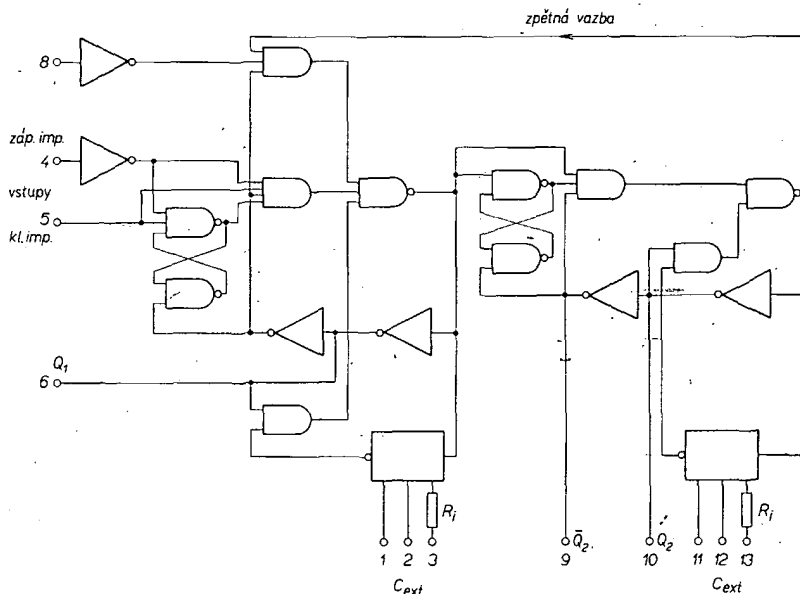 zpětná vazba
8
záp. imp.
4
vstupy
5
kl. imp.
Q1
6
Ri
1 2 3
Cext
9 Q̄2
10 Q2
11 12 13
Ri
Cext